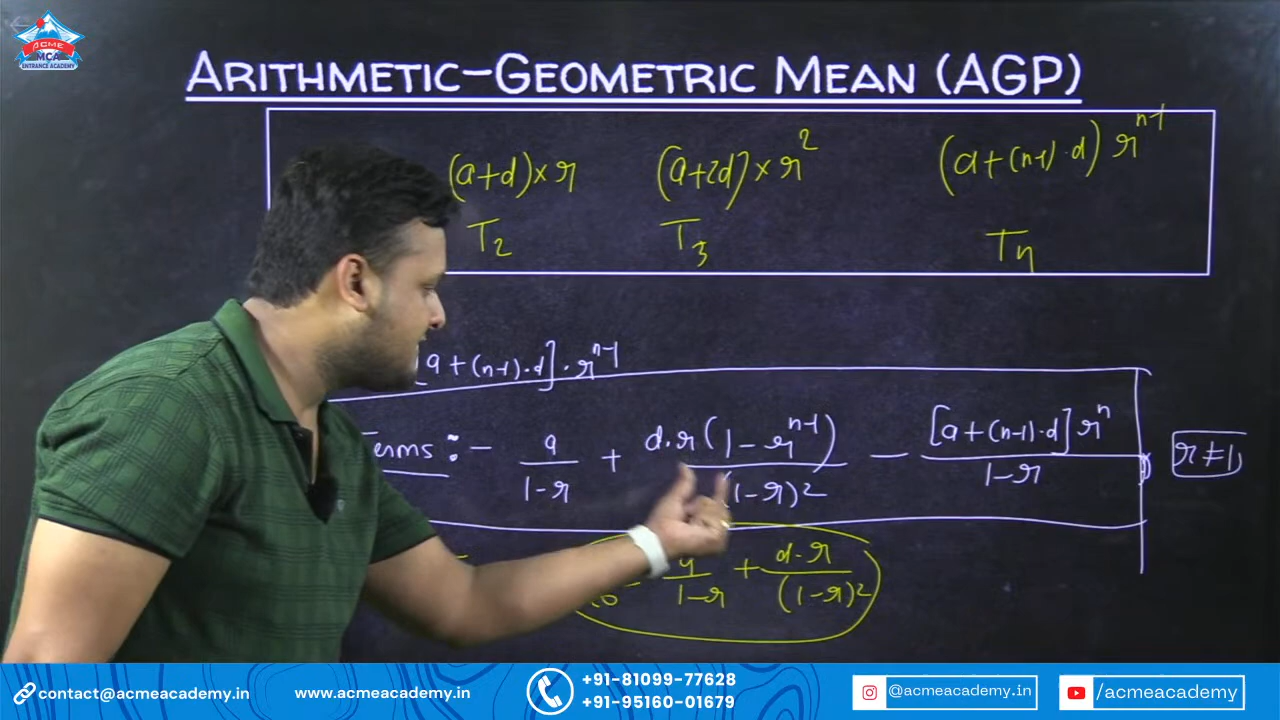 ACME
MCA
ENTRANCE ACADEMY
ARITHMETIC-GEOMETRIC MEAN (AGP)
(a+d)×r (a+2d)×r² (a+(n-1)·d) r^(n-1)
T₂ T₃ Tₙ
[a+(n-1)·d]·r^(n-1)
Terms :- a/(1-r) + d·r(1-r^(n-1))/(1-r)² - [a+(n-1)·d] r^n/(1-r), r≠1
a/(1-r) + d·r/(1-r)²
contact@acmeacademy.in www.acmeacademy.in +91-81099-77628 @acmeacademy.in /acmeacademy
+91-95160-01679